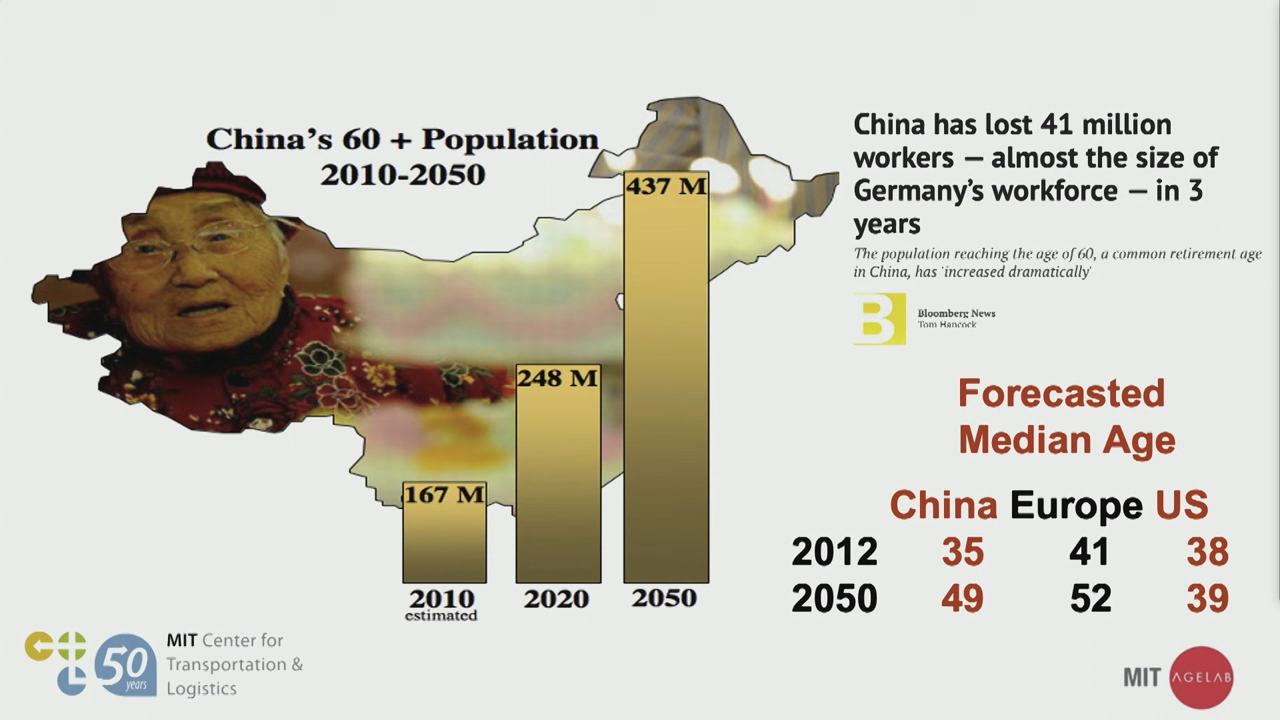 China's 60 + Population
2010-2050
437 M
248 M
167 M
2010
estimated
2020
2050
China has lost 41 million
workers — almost the size of
Germany's workforce — in 3
years
The population reaching the age of 60, a common retirement age
in China, has 'increased dramatically'
B
Bloomberg News
Tom Hancock
Forecasted
Median Age
China Europe US
2012 35 41 38
2050 49 52 39
50
years
MIT Center for
Transportation &
Logistics
MIT AGELAB